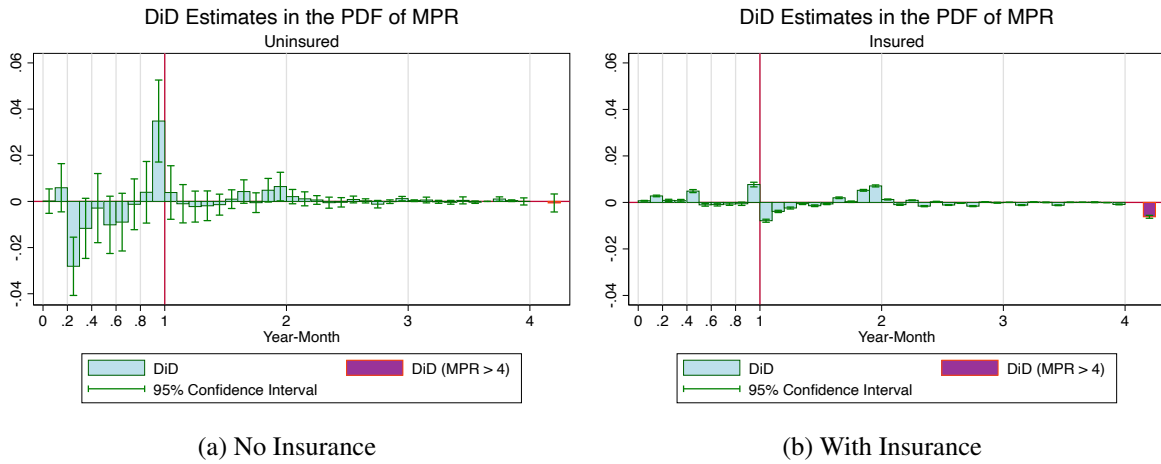 DiD Estimates in the PDF of MPR
Uninsured
.06
.04
.02
0
-.02
-.04
0 .2 .4 .6 .8 1 2 3 4
Year-Month
DiD DiD (MPR > 4)
95% Confidence Interval
(a) No Insurance
DiD Estimates in the PDF of MPR
Insured
.06
.04
.02
0
-.02
-.04
0 .2 .4 .6 .8 1 2 3 4
Year-Month
DiD DiD (MPR > 4)
95% Confidence Interval
(b) With Insurance